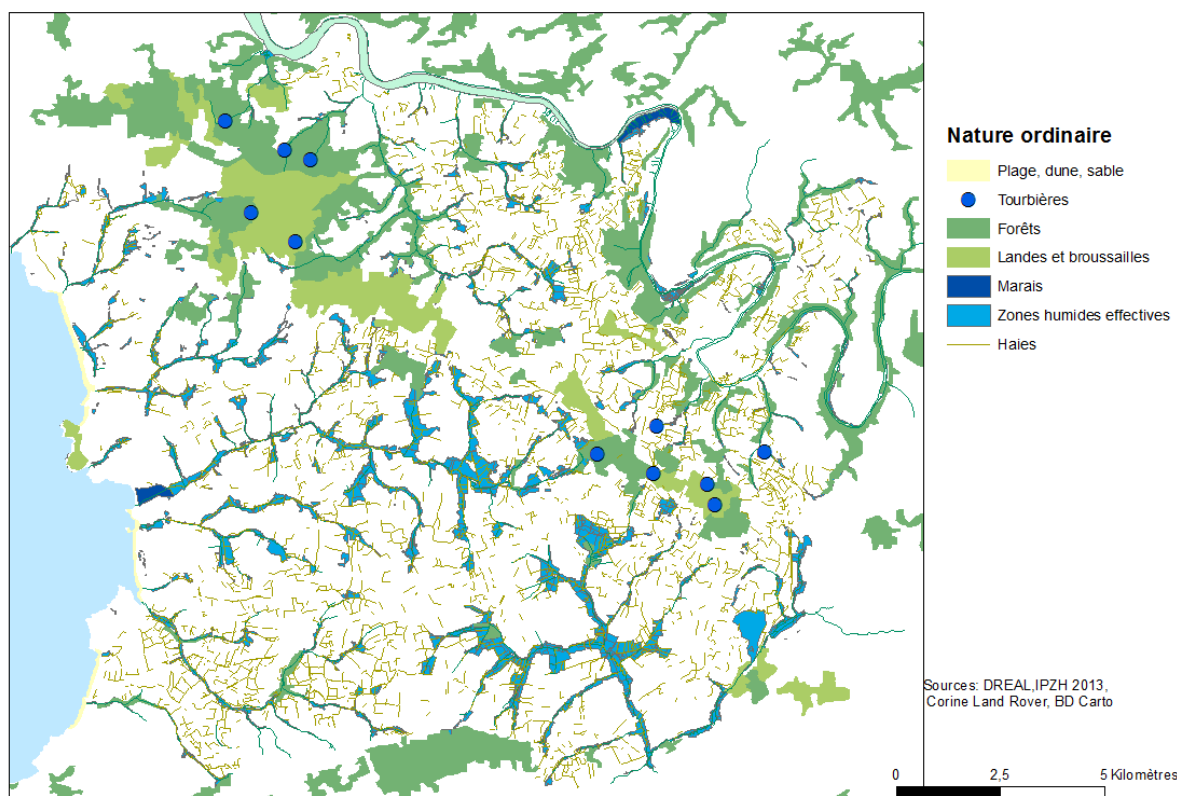 Nature ordinaire
Plage, dune, sable
Tourbières
Forêts
Landes et broussailles
Marais
Zones humides effectives
Haies
Sources: DREAL,IPZH 2013,
Corine Land Rover, BD Carto
0 2,5 5 Kilomètres